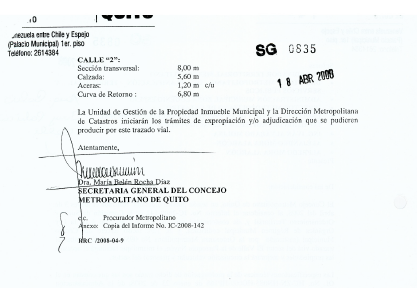 QUITO
...nezuela entre Chile y Espejo
(Palacio Municipal) 1er. piso
Teléfono: 2614384
SG 0835
18 ABR 2008
CALLE “2”:
Sección transversal: 8,00 m
Calzada: 5,60 m
Aceras: 1,20 m c/u
Curva de Retorno : 6,80 m
La Unidad de Gestión de la Propiedad Inmueble Municipal y la Dirección Metropolitana
de Catastros iniciarán los trámites de expropiación y/o adjudicación que se pudieren
producir por este trazado vial.
Atentamente,
Dra. María Belén Rocha Díaz
SECRETARIA GENERAL DEL CONCEJO
METROPOLITANO DE QUITO
c.c. Procurador Metropolitano
Anexo: Copia del Informe No. IC-2008-142
RRC /2008-04-9